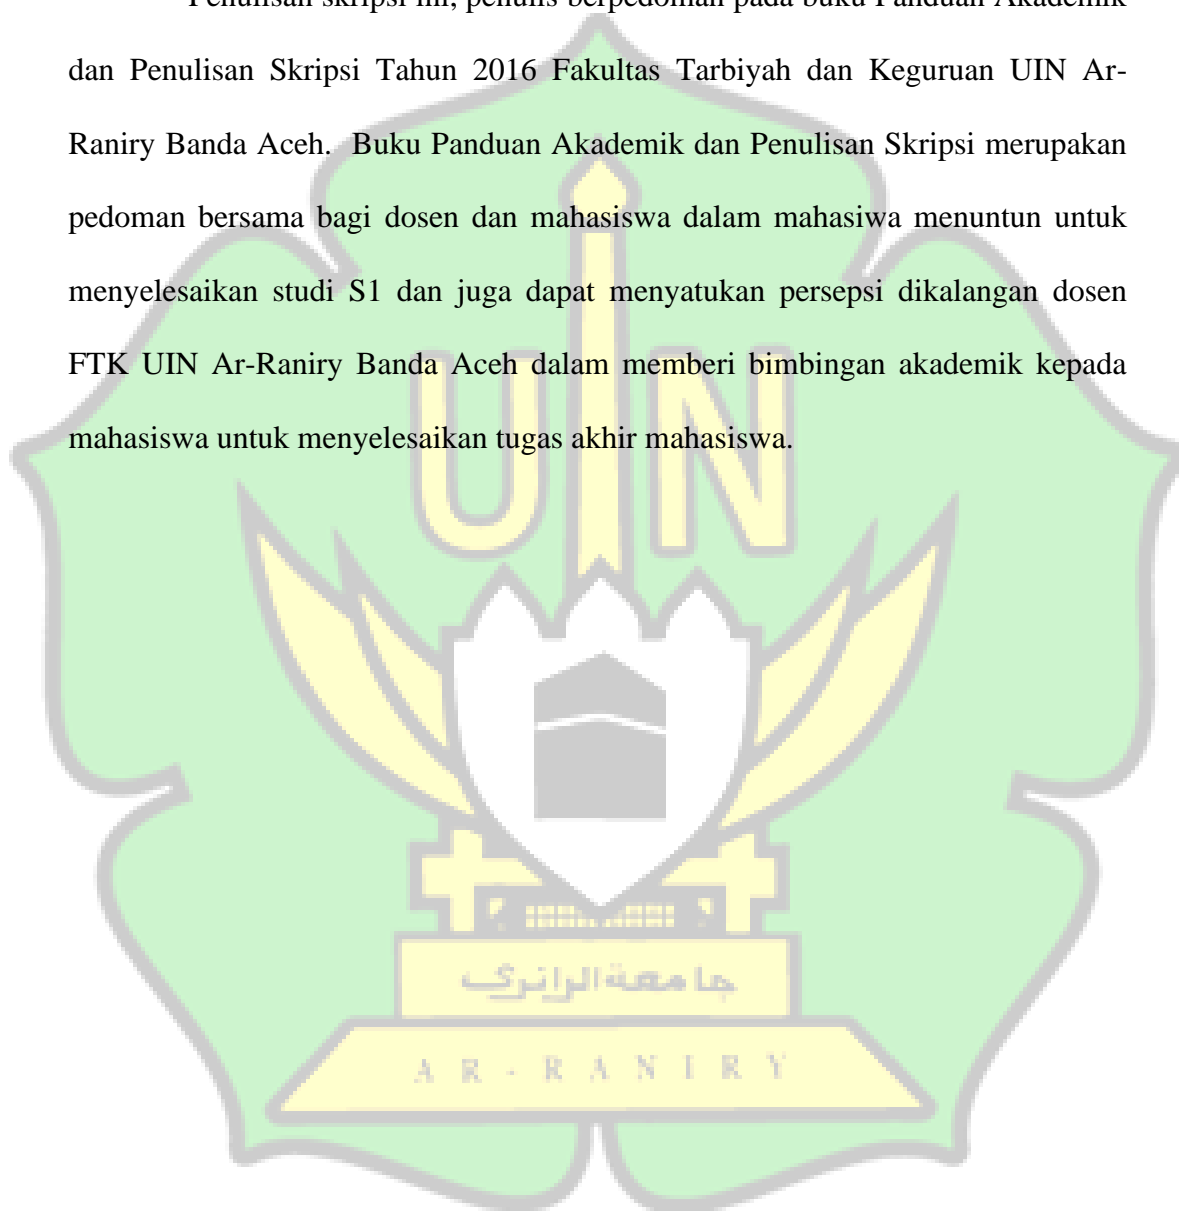 Penulisan skripsi ini, penulis berpedoman pada buku Panduan Akademik
dan Penulisan Skripsi Tahun 2016 Fakultas Tarbiyah dan Keguruan UIN Ar-
Raniry Banda Aceh. Buku Panduan Akademik dan Penulisan Skripsi merupakan
pedoman bersama bagi dosen dan mahasiswa dalam mahasiwa menuntun untuk
menyelesaikan studi S1 dan juga dapat menyatukan persepsi dikalangan dosen
FTK UIN Ar-Raniry Banda Aceh dalam memberi bimbingan akademik kepada
mahasiswa untuk menyelesaikan tugas akhir mahasiswa.
UIN
جامعة الرانري
AR-RANIRY